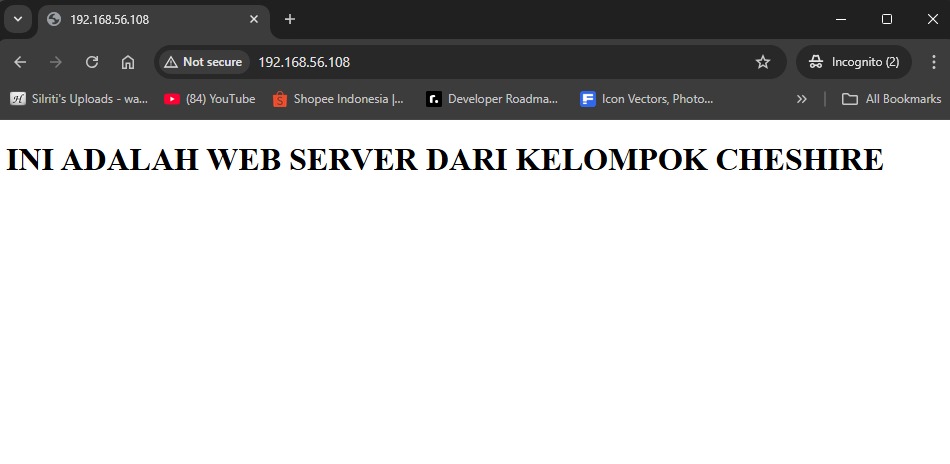 192.168.56.108
Not secure
192.168.56.108
Incognito (2)
Silriti's Uploads - wa...
(84) YouTube
Shopee Indonesia |...
Developer Roadma...
Icon Vectors, Photo...
All Bookmarks
INI ADALAH WEB SERVER DARI KELOMPOK CHESHIRE